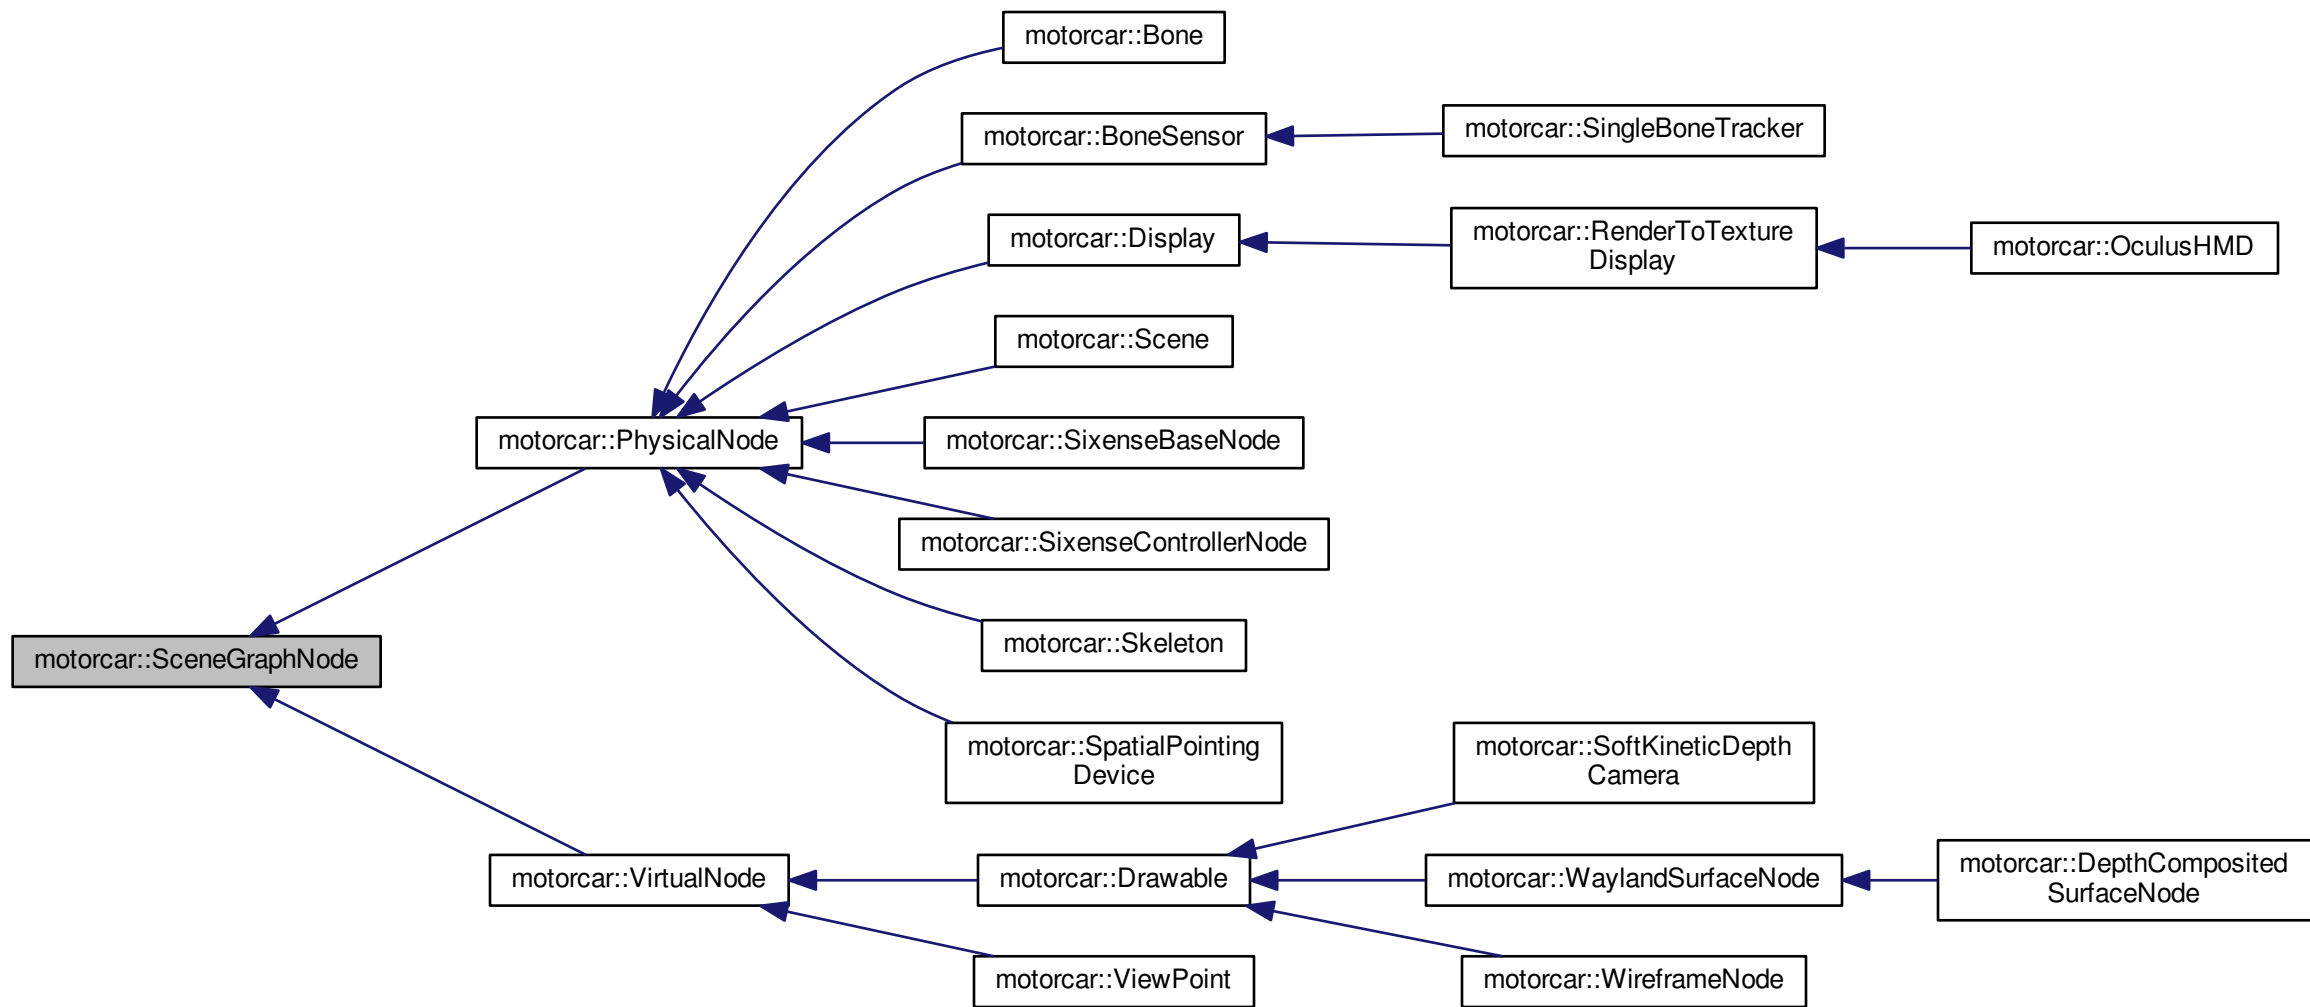 motorcar::Bone
motorcar::BoneSensor
motorcar::SingleBoneTracker
motorcar::Display
motorcar::RenderToTexture
Display
motorcar::OculusHMD
motorcar::Scene
motorcar::PhysicalNode
motorcar::SixenseBaseNode
motorcar::SixenseControllerNode
motorcar::SceneGraphNode
motorcar::Skeleton
motorcar::SpatialPointing
Device
motorcar::SoftKineticDepth
Camera
motorcar::VirtualNode
motorcar::Drawable
motorcar::WaylandSurfaceNode
motorcar::DepthComposited
SurfaceNode
motorcar::ViewPoint
motorcar::WireframeNode